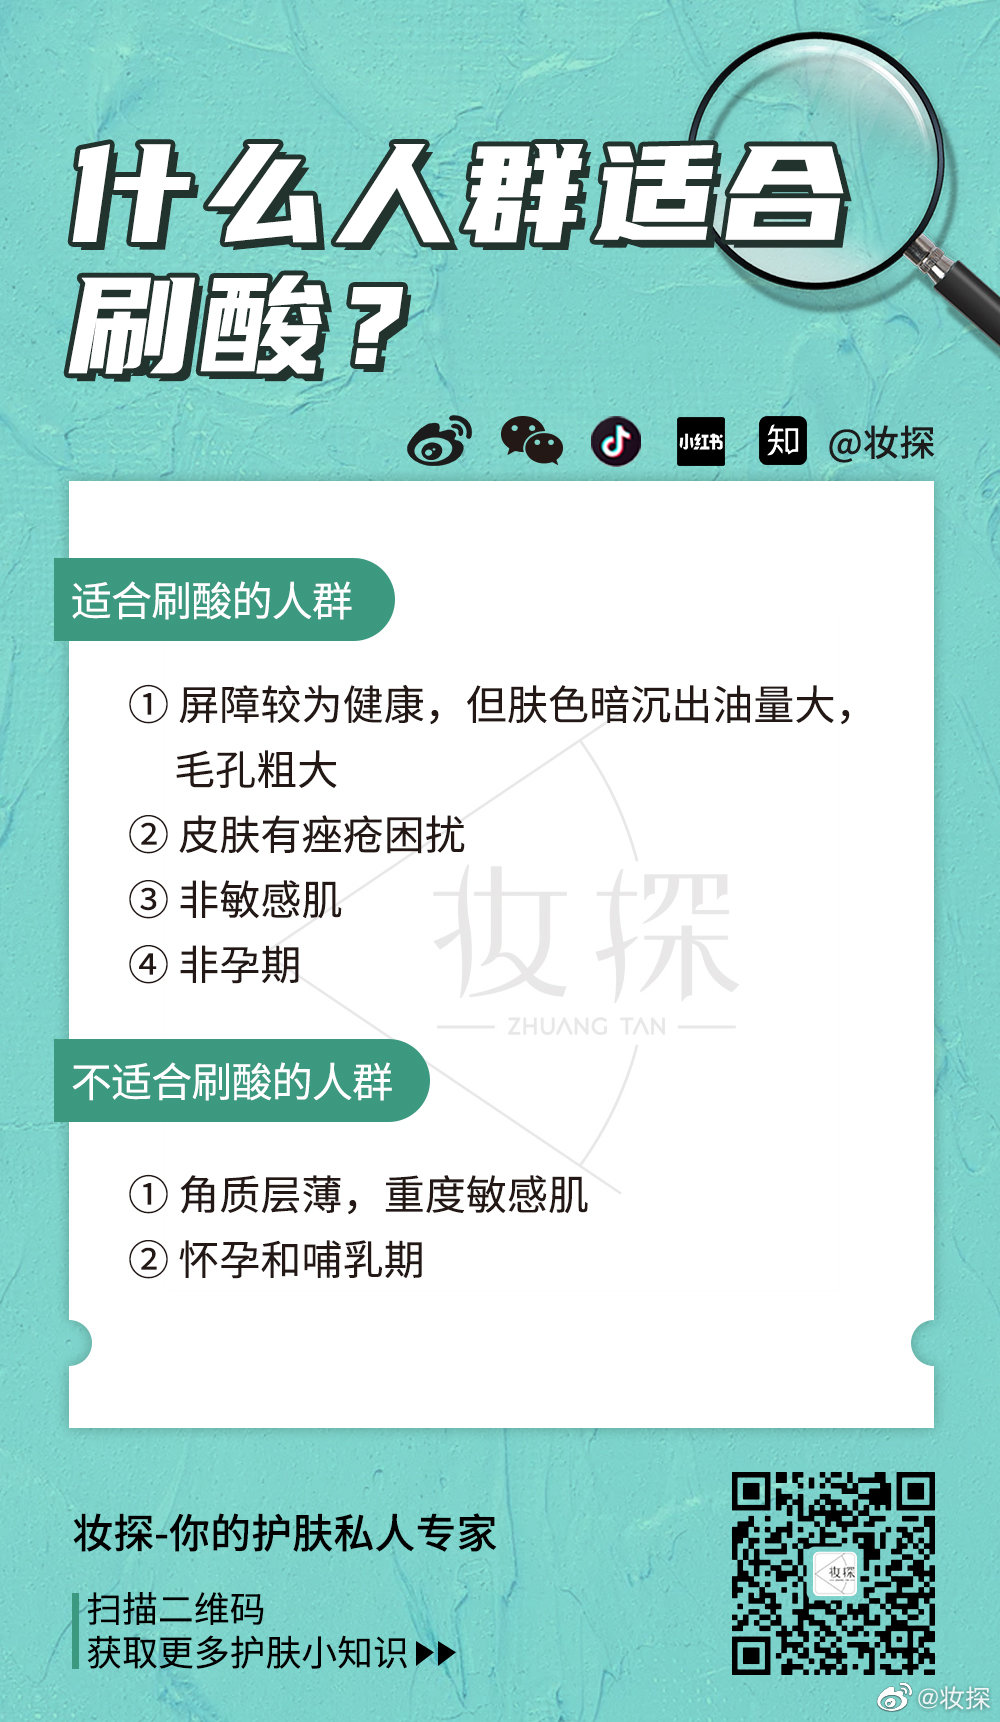 什么人群适合
刷酸？
小红书
知
@妆探
适合刷酸的人群
① 屏障较为健康，但肤色暗沉出油量大，
毛孔粗大
② 皮肤有痤疮困扰
③ 非敏感肌
④ 非孕期
妆探
ZHUANG TAN
不适合刷酸的人群
① 角质层薄，重度敏感肌
② 怀孕和哺乳期
妆探-你的护肤私人专家
扫描二维码
获取更多护肤小知识
妆探
@妆探